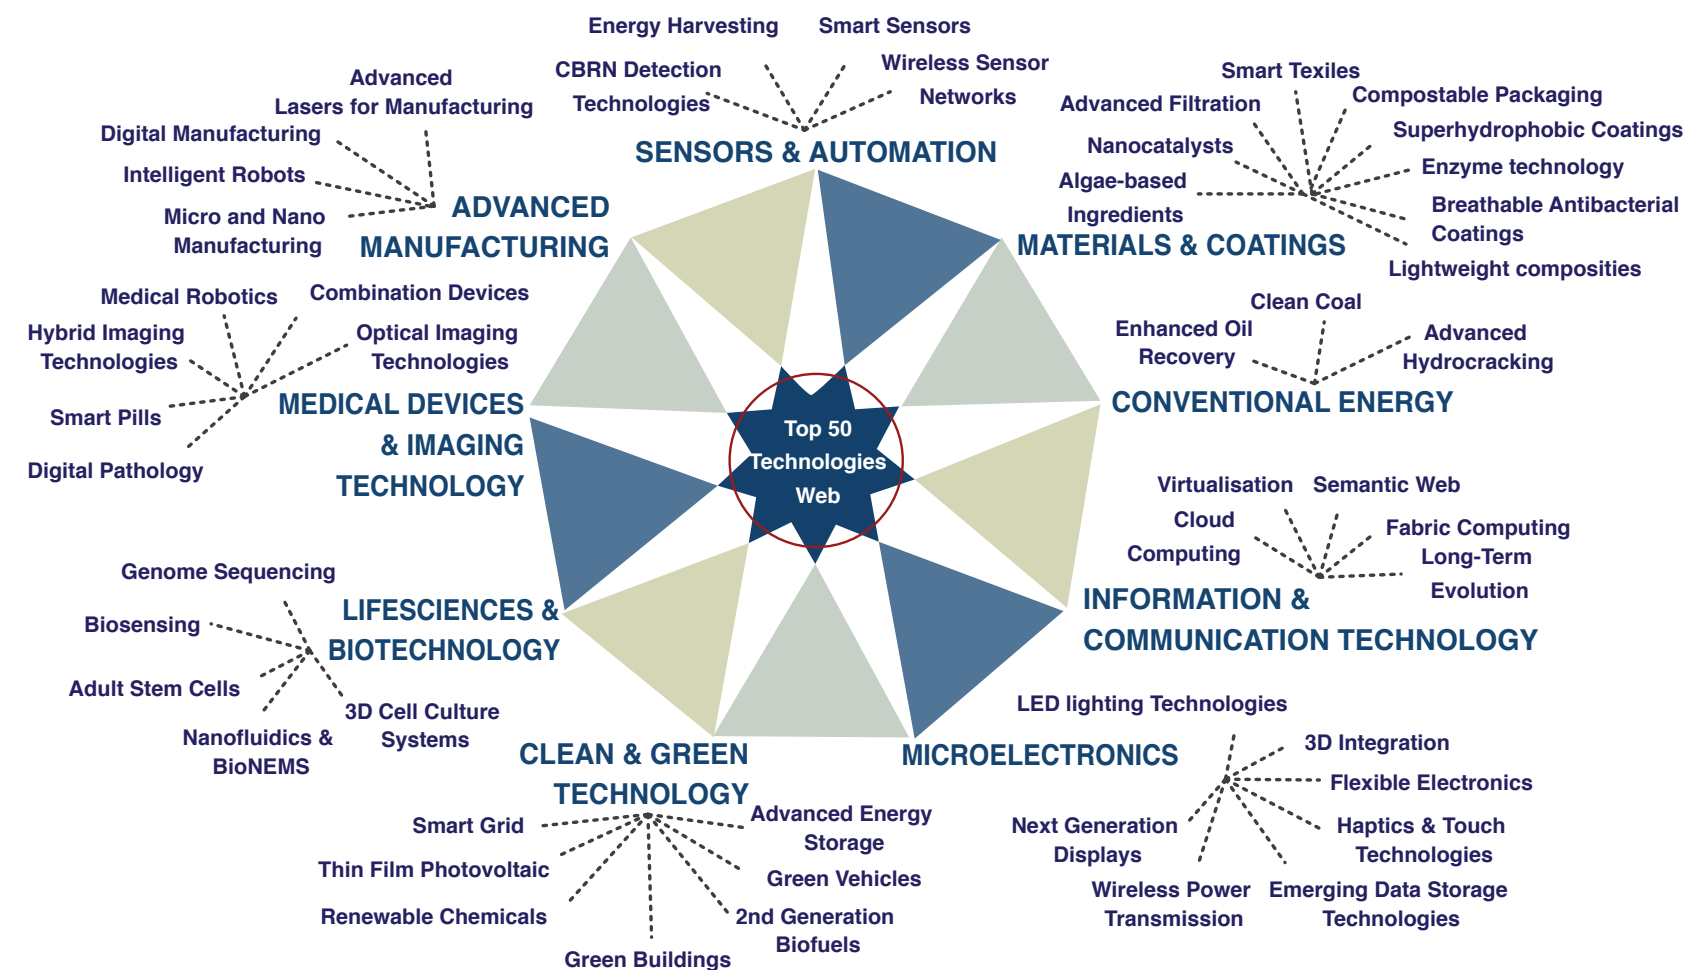 Energy Harvesting
Smart Sensors
CBRN Detection
Technologies
Wireless Sensor
Networks
SENSORS & AUTOMATION
Advanced
Lasers for Manufacturing
Digital Manufacturing
Intelligent Robots
Micro and Nano
Manufacturing
ADVANCED
MANUFACTURING
Smart Texiles
Advanced Filtration
Compostable Packaging
Nanocatalysts
Superhydrophobic Coatings
Algae-based
Ingredients
Enzyme technology
Breathable Antibacterial
Coatings
Lightweight composities
MATERIALS & COATINGS
Medical Robotics
Combination Devices
Hybrid Imaging
Technologies
Optical Imaging
Technologies
Smart Pills
Digital Pathology
MEDICAL DEVICES
& IMAGING
TECHNOLOGY
Clean Coal
Enhanced Oil
Recovery
Advanced
Hydrocracking
CONVENTIONAL ENERGY
Top 50
Technologies
Web
Virtualisation
Semantic Web
Cloud
Computing
Fabric Computing
Long-Term
Evolution
INFORMATION &
COMMUNICATION TECHNOLOGY
Genome Sequencing
Biosensing
Adult Stem Cells
Nanofluidics &
BioNEMS
3D Cell Culture
Systems
LIFESCIENCES &
BIOTECHNOLOGY
CLEAN & GREEN
TECHNOLOGY
Smart Grid
Thin Film Photovoltaic
Renewable Chemicals
Green Buildings
Advanced Energy
Storage
Green Vehicles
2nd Generation
Biofuels
MICROELECTRONICS
LED lighting Technologies
3D Integration
Flexible Electronics
Next Generation
Displays
Haptics & Touch
Technologies
Wireless Power
Transmission
Emerging Data Storage
Technologies